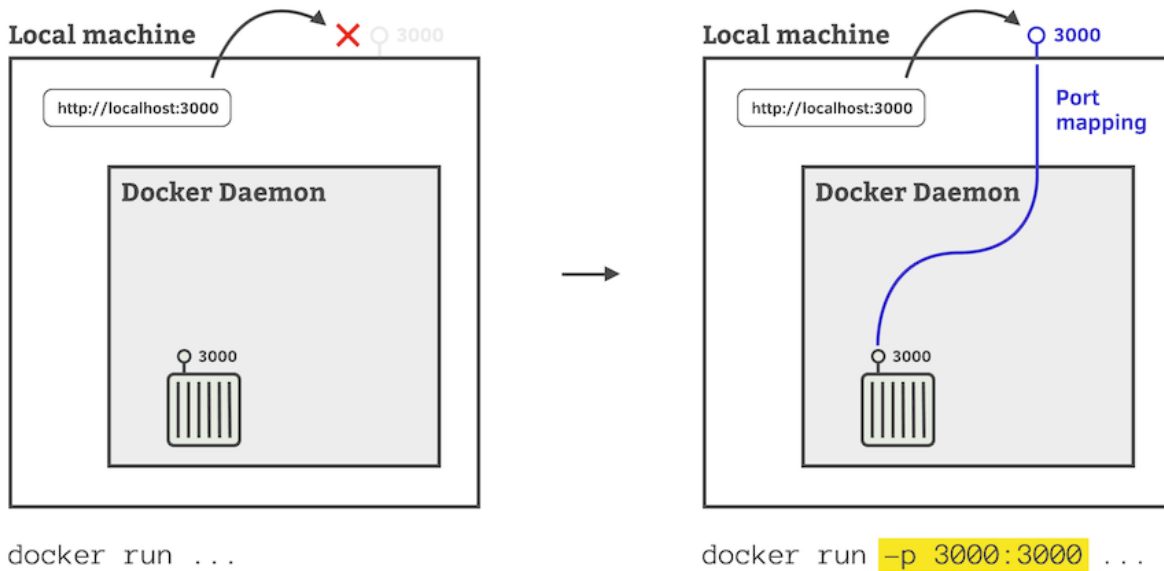 Local machine
3000
http://localhost:3000
Docker Daemon
3000
docker run ...
Local machine
3000
http://localhost:3000
Port
mapping
Docker Daemon
3000
docker run -p 3000:3000 ...